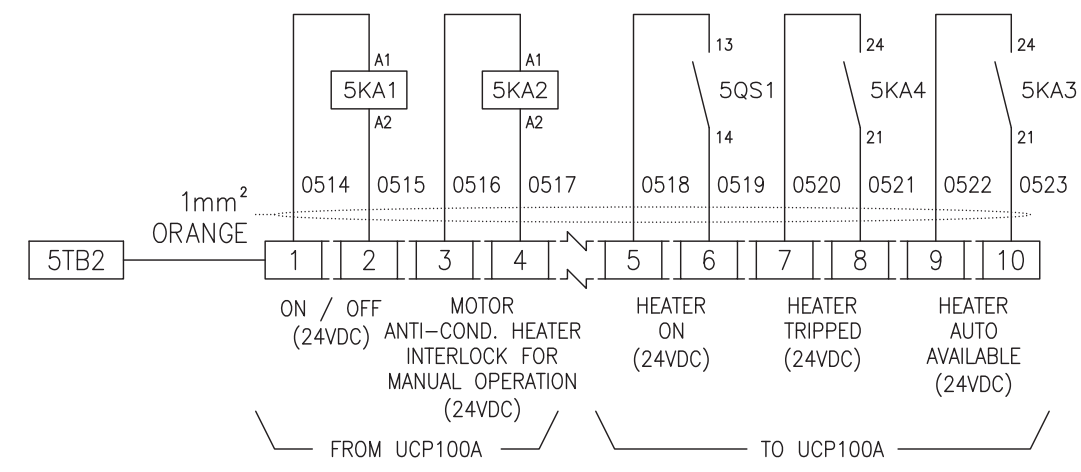 A1
5KA1
A2
A1
5KA2
A2
13
5QS1
14
24
5KA4
21
24
5KA3
21
0514
0515
0516
0517
0518
0519
0520
0521
0522
0523
1mm²
ORANGE
5TB2
1
2
3
4
5
6
7
8
9
10
ON / OFF
(24VDC)
MOTOR
ANTI-COND. HEATER
INTERLOCK FOR
MANUAL OPERATION
(24VDC)
HEATER
ON
(24VDC)
HEATER
TRIPPED
(24VDC)
HEATER
AUTO
AVAILABLE
(24VDC)
FROM UCP100A
TO UCP100A